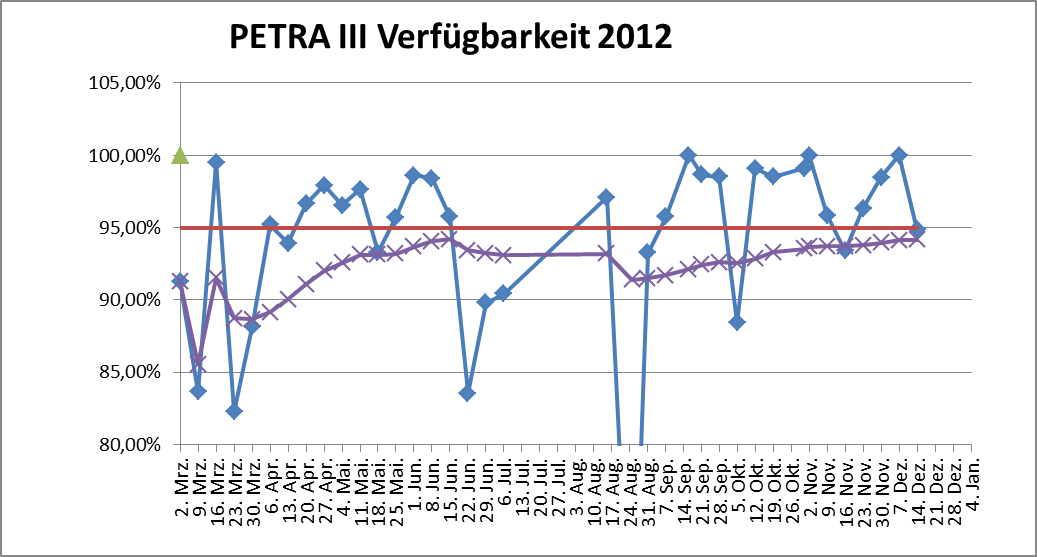 PETRA III Verfügbarkeit 2012
105,00%
100,00%
95,00%
90,00%
85,00%
80,00%
2. Mrz.
9. Mrz.
16. Mrz.
23. Mrz.
30. Mrz.
6. Apr.
13. Apr.
20. Apr.
27. Apr.
4. Mai.
11. Mai.
18. Mai.
25. Mai.
1. Jun.
8. Jun.
15. Jun.
22. Jun.
29. Jun.
6. Jul.
13. Jul.
20. Jul.
27. Jul.
3. Aug.
10. Aug.
17. Aug.
24. Aug.
31. Aug.
7. Sep.
14. Sep.
21. Sep.
28. Sep.
5. Okt.
12. Okt.
19. Okt.
26. Okt.
2. Nov.
9. Nov.
16. Nov.
23. Nov.
30. Nov.
7. Dez.
14. Dez.
21. Dez.
28. Dez.
4. Jan.